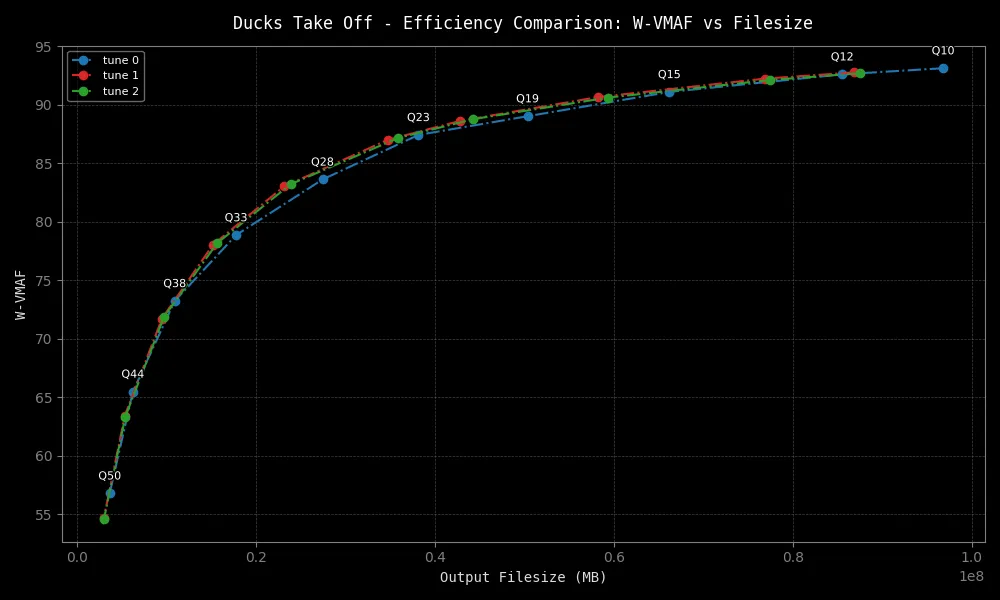 Ducks Take Off - Efficiency Comparison: W-VMAF vs Filesize
tune 0
tune 1
tune 2
Q10
Q12
Q15
Q19
Q23
Q28
Q33
Q38
Q44
Q50
95
90
85
80
75
70
65
60
55
W-VMAF
0.0
0.2
0.4
0.6
0.8
1.0
1e8
Output Filesize (MB)